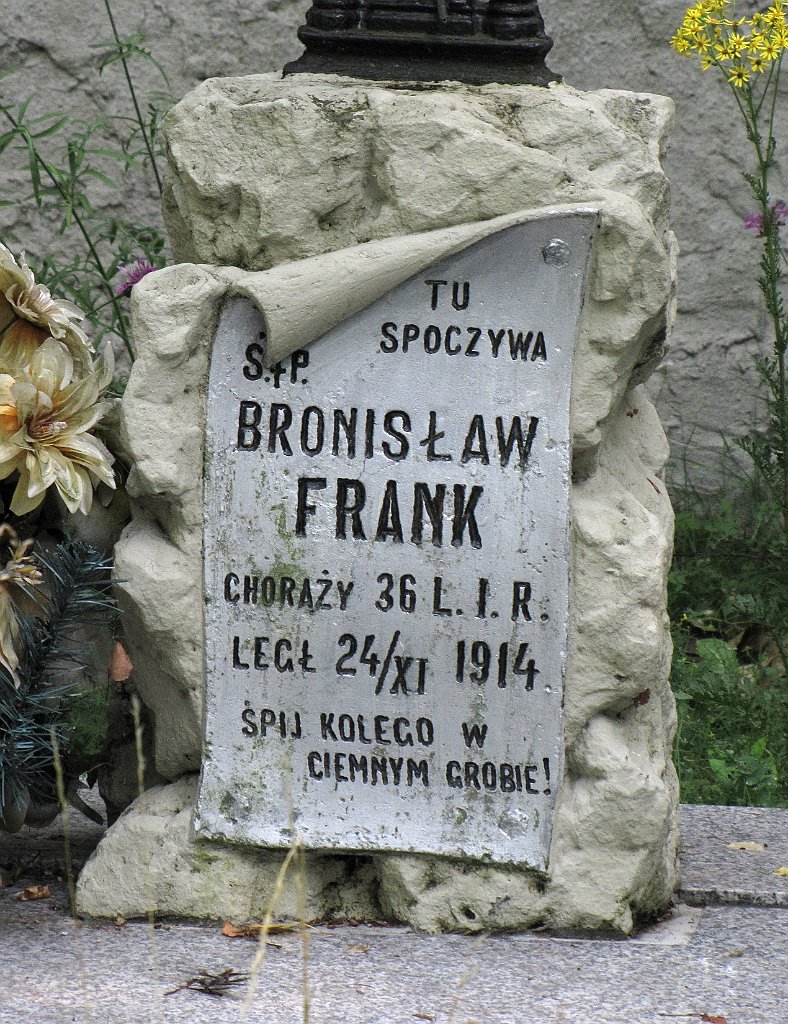 TU
SPOCZYWA
Ś.†P.
BRONISŁAW
FRANK
CHORĄŻY 36 L.I.R.
LEGŁ 24/XI 1914
ŚPIJ KOLEGO W
CIEMNYM GROBIE!